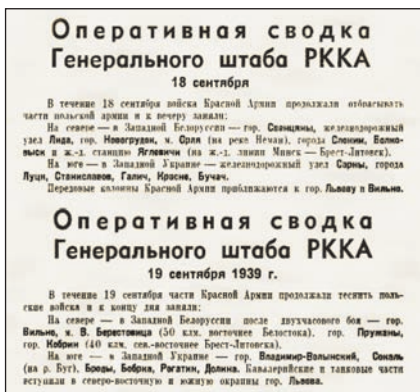 Оперативная сводка
Генерального штаба РККА
18 сентября
В течение 18 сентября войска Красной Армии продолжали отбрасывать
части польской армии и к вечеру заняли:
На севере — в Западной Белоруссии — гор. Свенцяны, железнодорожный
узел Лида, гор. Новогрудок, м. Орля (на реке Неман), города Слоним, Волко-
выск и ж.-д. станцию Яглевичи (на ж.-д. линии Минск — Брест-Литовск).
На юге — в Западной Украине — железнодорожный узел Сарны, города
Луцк, Станиславов, Галич, Красне, Бучач.
Передовые колонны Красной Армии приближаются к гор. Львову и Вильно.
Оперативная сводка
Генерального штаба РККА
19 сентября 1939 г.
В течение 19 сентября части Красной Армии продолжали теснить поль-
ские войска и к концу дня заняли:
На севере — в Западной Белоруссии после двухчасового боя — гор.
Вильно, м. В. Берестовица (50 клм. восточнее Белостока), гор. Пружаны,
гор. Кобрин (40 клм. сев.-восточнее Брест-Литовска).
На юге — в Западной Украине — гор. Владимир-Волынский, Сокаль
(на р. Буг), Броды, Бобрка, Рогатин, Долина. Кавалерийские и танковые части
вступили в северо-восточную и южную окраины гор. Львова.